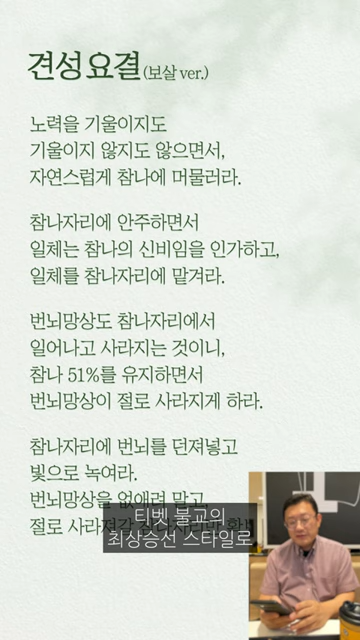 견성요결(보살 ver.)
노력을 기울이지도
기울이지 않지도 않으면서,
자연스럽게 참나에 머물러라.
참나자리에 안주하면서
일체는 참나의 신비임을 인가하고,
일체를 참나자리에 맡겨라.
번뇌망상도 참나자리에서
일어나고 사라지는 것이니,
참나 51%를 유지하면서
번뇌망상이 절로 사라지게 하라.
참나자리에 번뇌를 던져넣고
빛으로 녹여라.
번뇌망상을 없애려 말고,
절로 사라져감
티벳 불교의
최상승선 스타일로